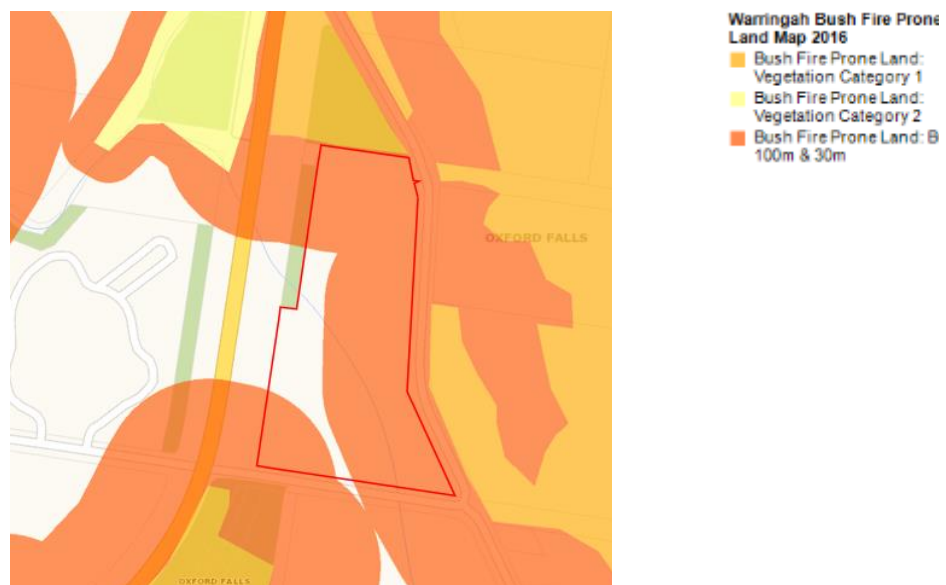 Warringah Bush Fire Prone
Land Map 2016
Bush Fire Prone Land:
Vegetation Category 1
Bush Fire Prone Land:
Vegetation Category 2
Bush Fire Prone Land: B
100m & 30m
OXFORD FALLS
OXFORD FALLS